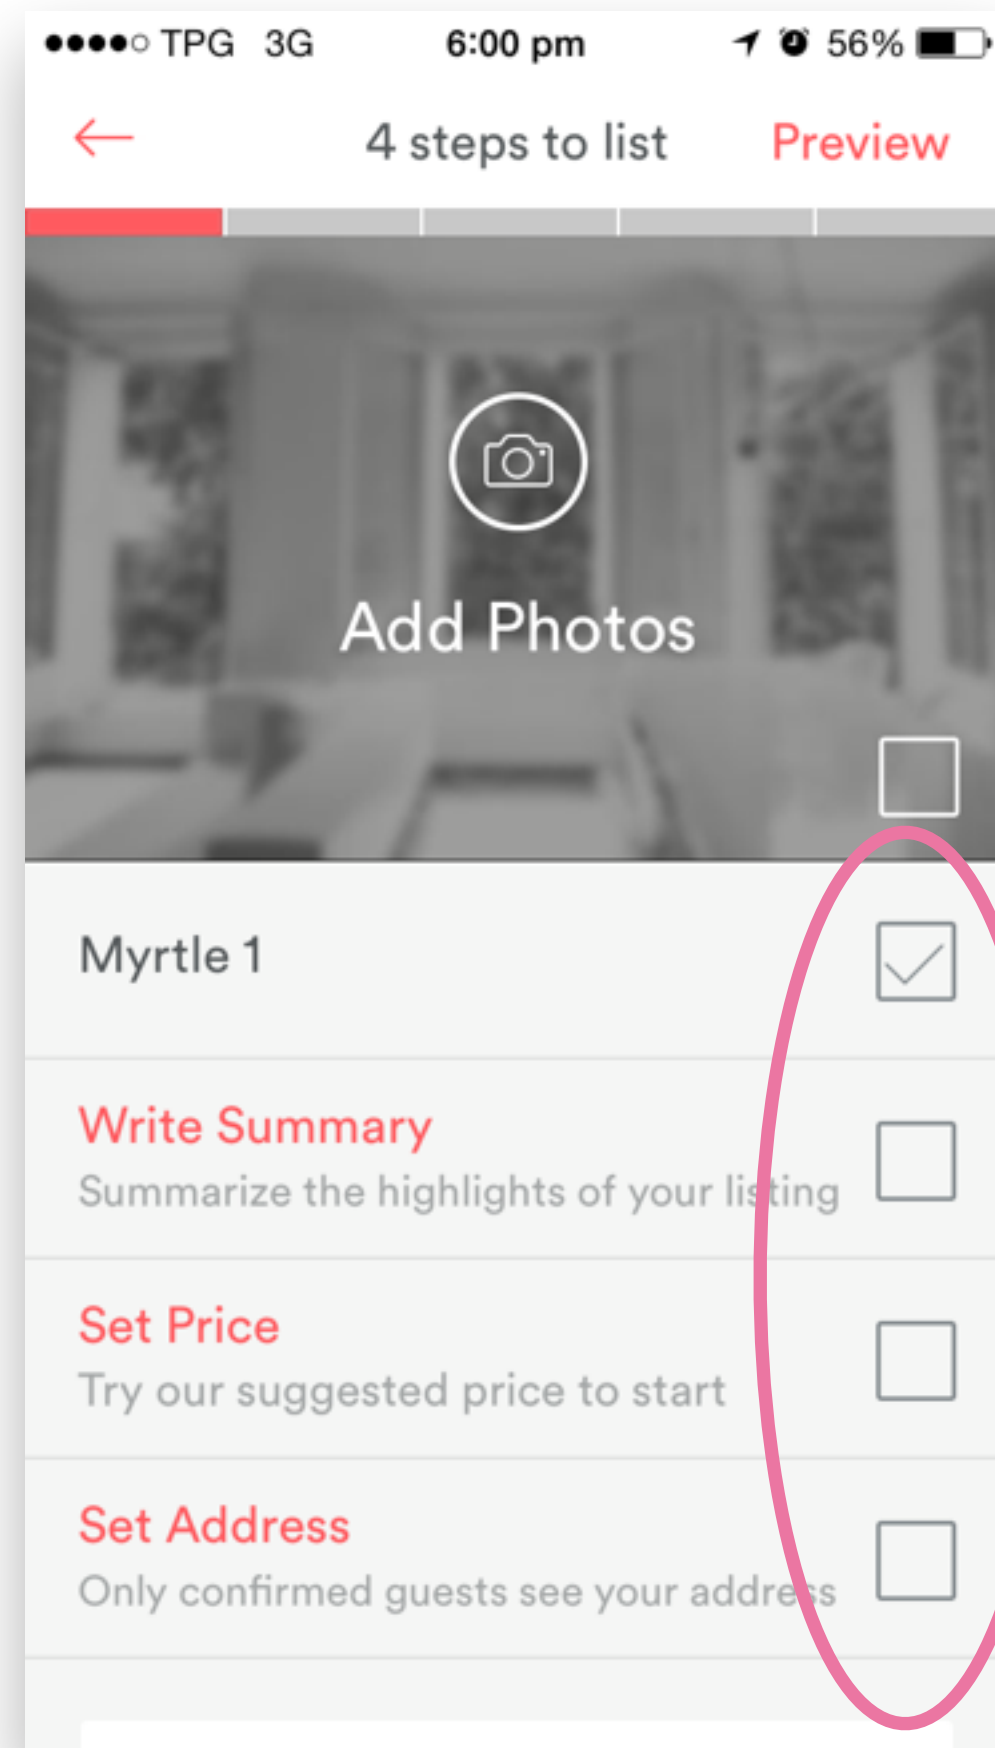 TPG 3G 6:00 pm 56%
4 steps to list Preview
Add Photos
Myrtle 1
Write Summary
Summarize the highlights of your listing
Set Price
Try our suggested price to start
Set Address
Only confirmed guests see your address